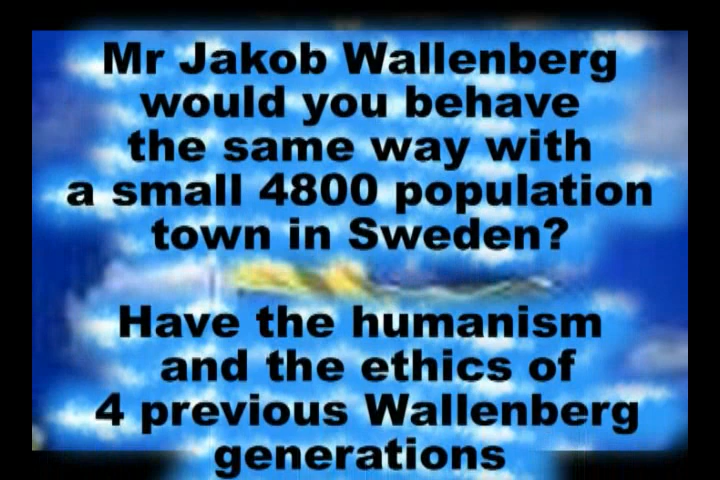 Mr Jakob Wallenberg
would you behave
the same way with
a small 4800 population
town in Sweden?
Have the humanism
and the ethics of
4 previous Wallenberg
generations